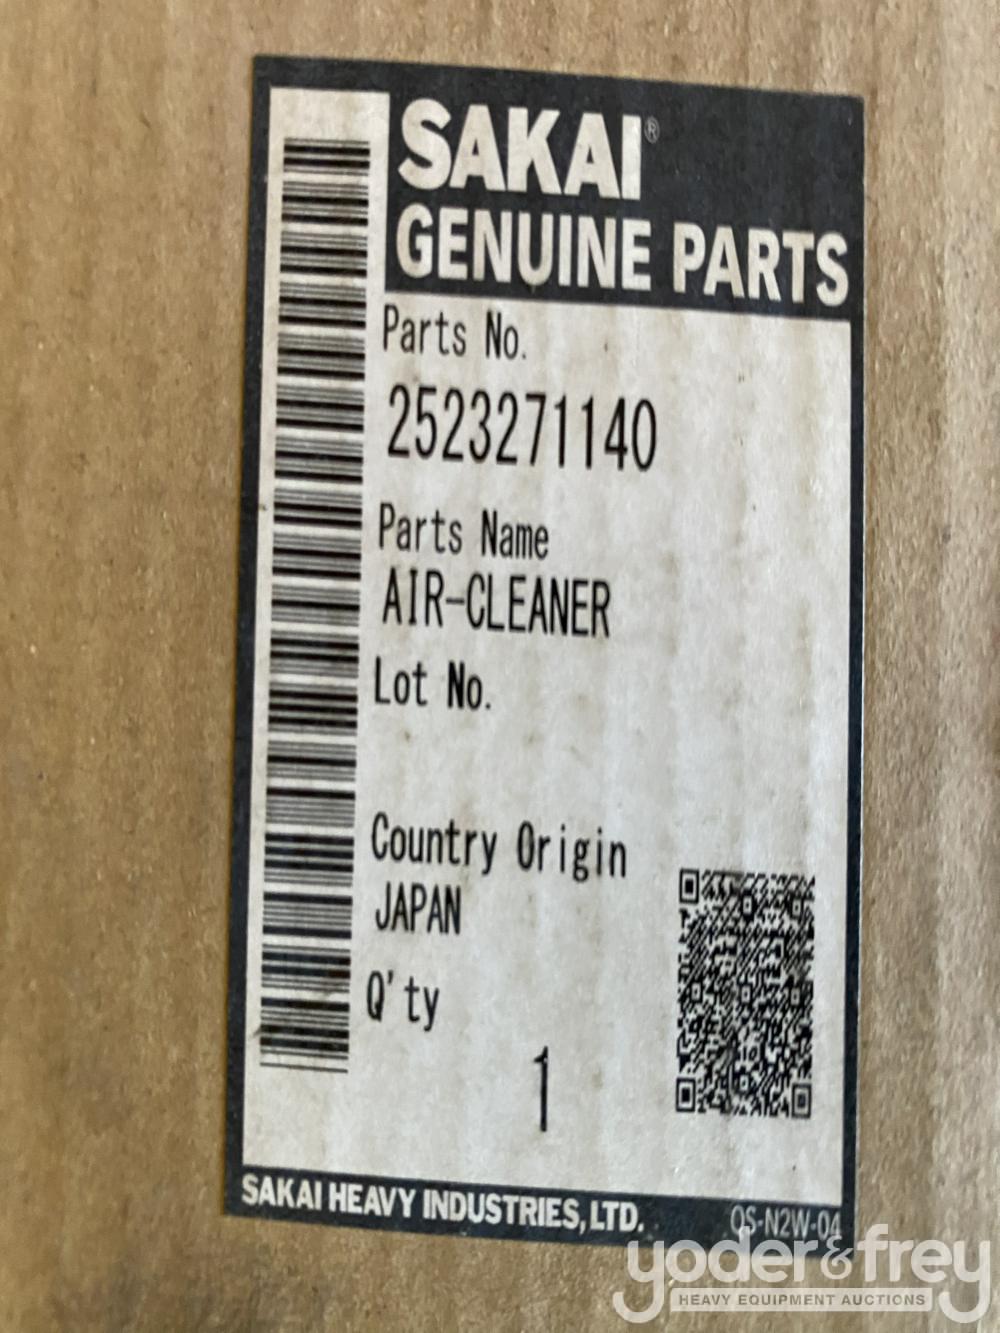 SAKAI®
GENUINE PARTS
Parts No.
2523271140
Parts Name
AIR-CLEANER
Lot No.
Country Origin
JAPAN
Q'ty
1
SAKAI HEAVY INDUSTRIES, LTD.
QS-N2W-04
yoder & frey
HEAVY EQUIPMENT AUCTIONS